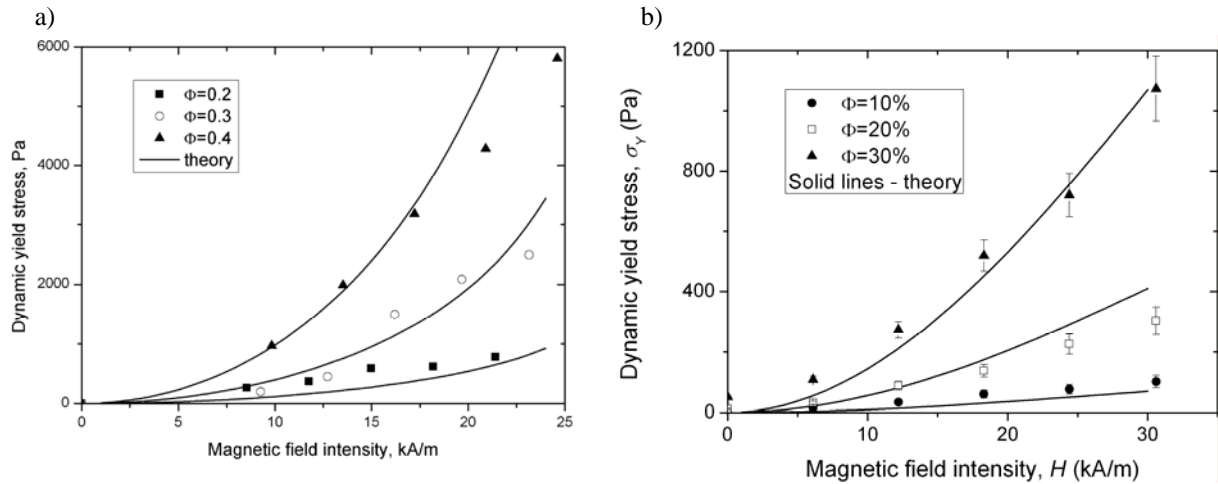 a)
6000
4000
2000
0
Dynamic yield stress, Pa
Φ=0.2
Φ=0.3
Φ=0.4
theory
0 5 10 15 20 25
Magnetic field intensity, kA/m
b)
1200
800
400
0
Dynamic yield stress, σY (Pa)
Φ=10%
Φ=20%
Φ=30%
Solid lines - theory
0 10 20 30
Magnetic field intensity, H (kA/m)